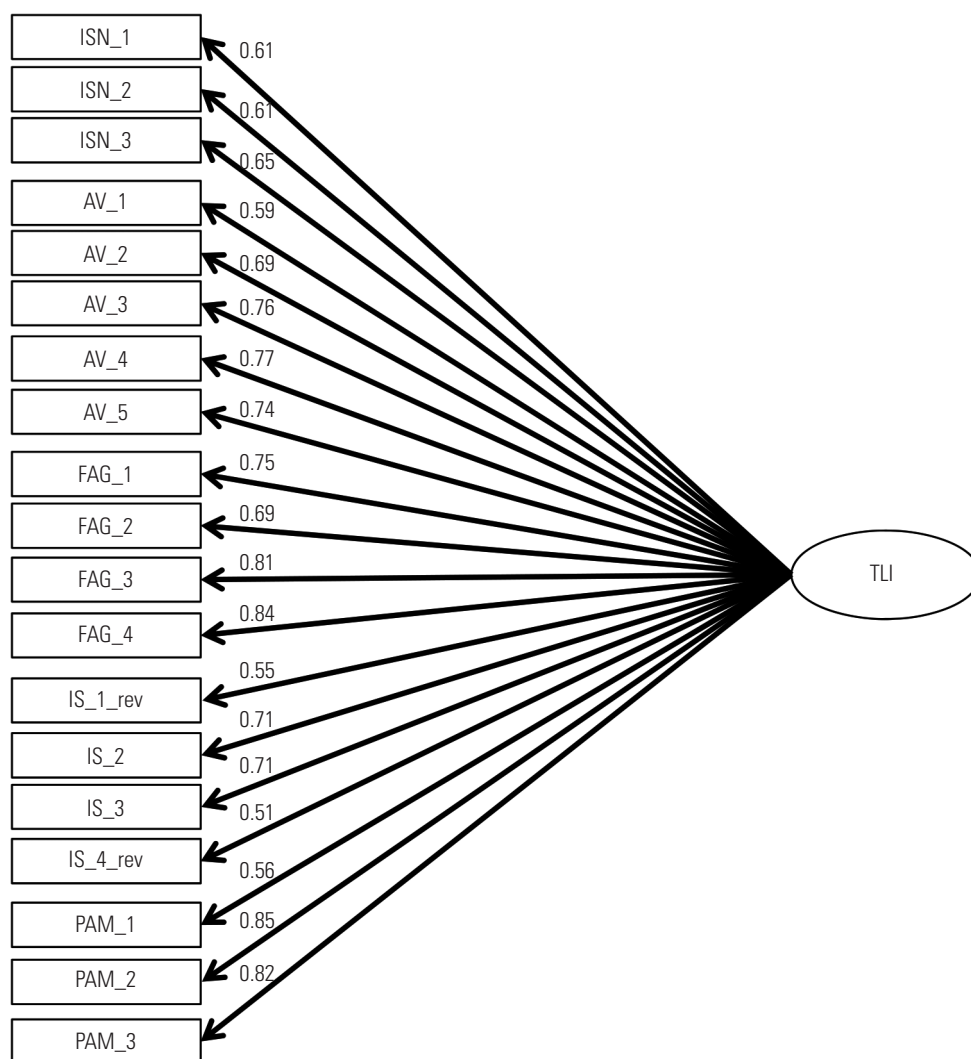 ISN_1
0.61
ISN_2
0.61
ISN_3
0.65
AV_1
0.59
AV_2
0.69
AV_3
0.76
AV_4
0.77
AV_5
0.74
FAG_1
0.75
FAG_2
0.69
FAG_3
0.81
TLI
FAG_4
0.84
IS_1_rev
0.55
IS_2
0.71
IS_3
0.71
IS_4_rev
0.51
PAM_1
0.56
PAM_2
0.85
PAM_3
0.82